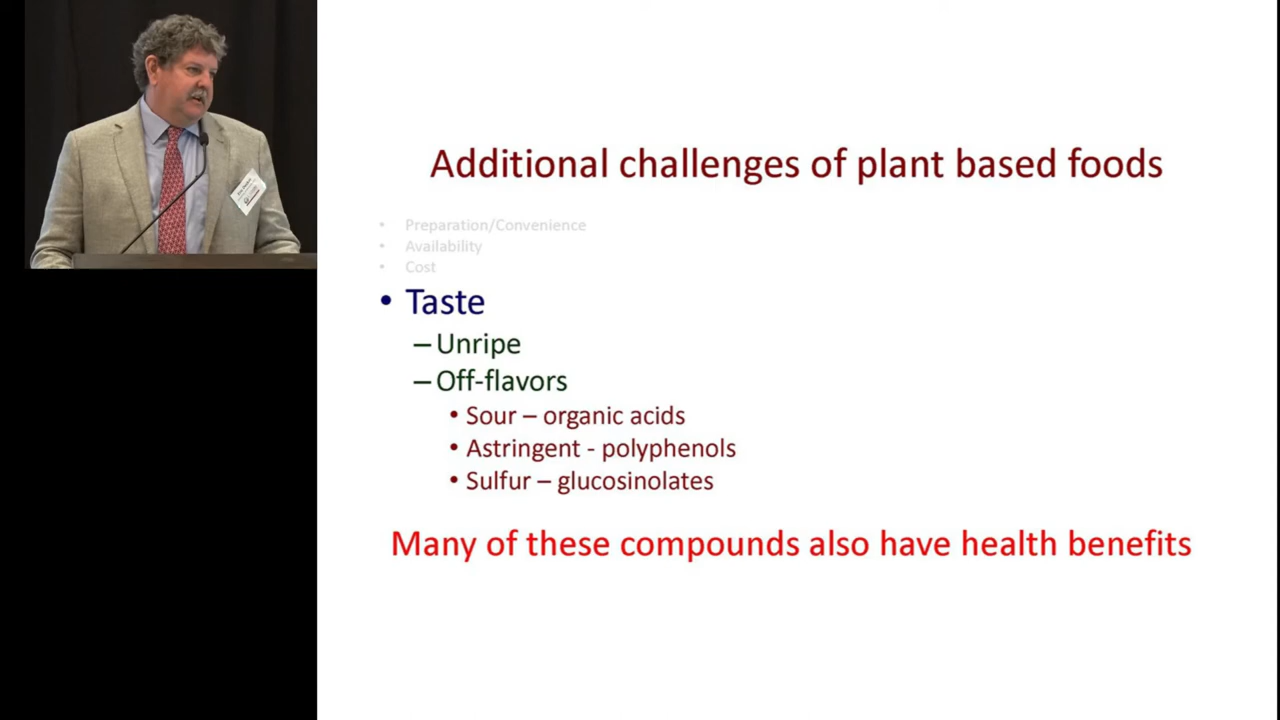 Additional challenges of plant based foods
• Preparation/Convenience
• Availability
• Cost
• Taste
– Unripe
– Off-flavors
• Sour – organic acids
• Astringent - polyphenols
• Sulfur – glucosinolates
Many of these compounds also have health benefits